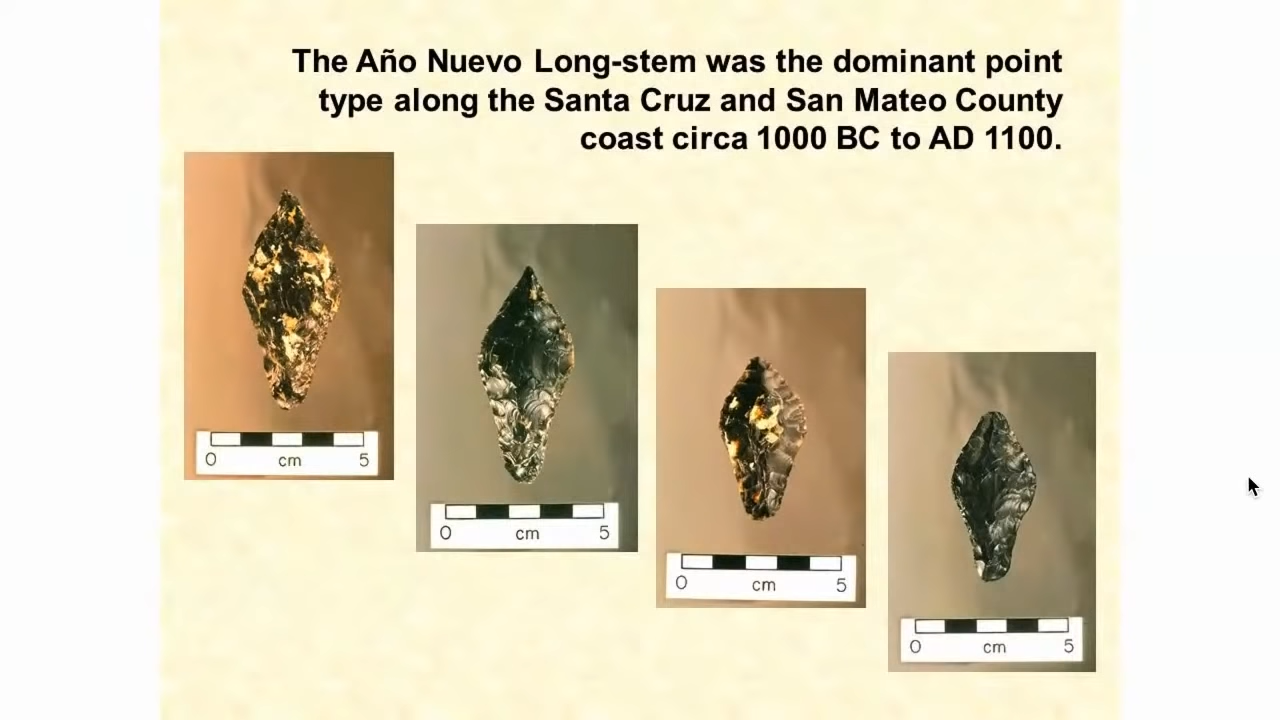 The Año Nuevo Long-stem was the dominant point
type along the Santa Cruz and San Mateo County
coast circa 1000 BC to AD 1100.
0 cm 5
0 cm 5
0 cm 5
0 cm 5